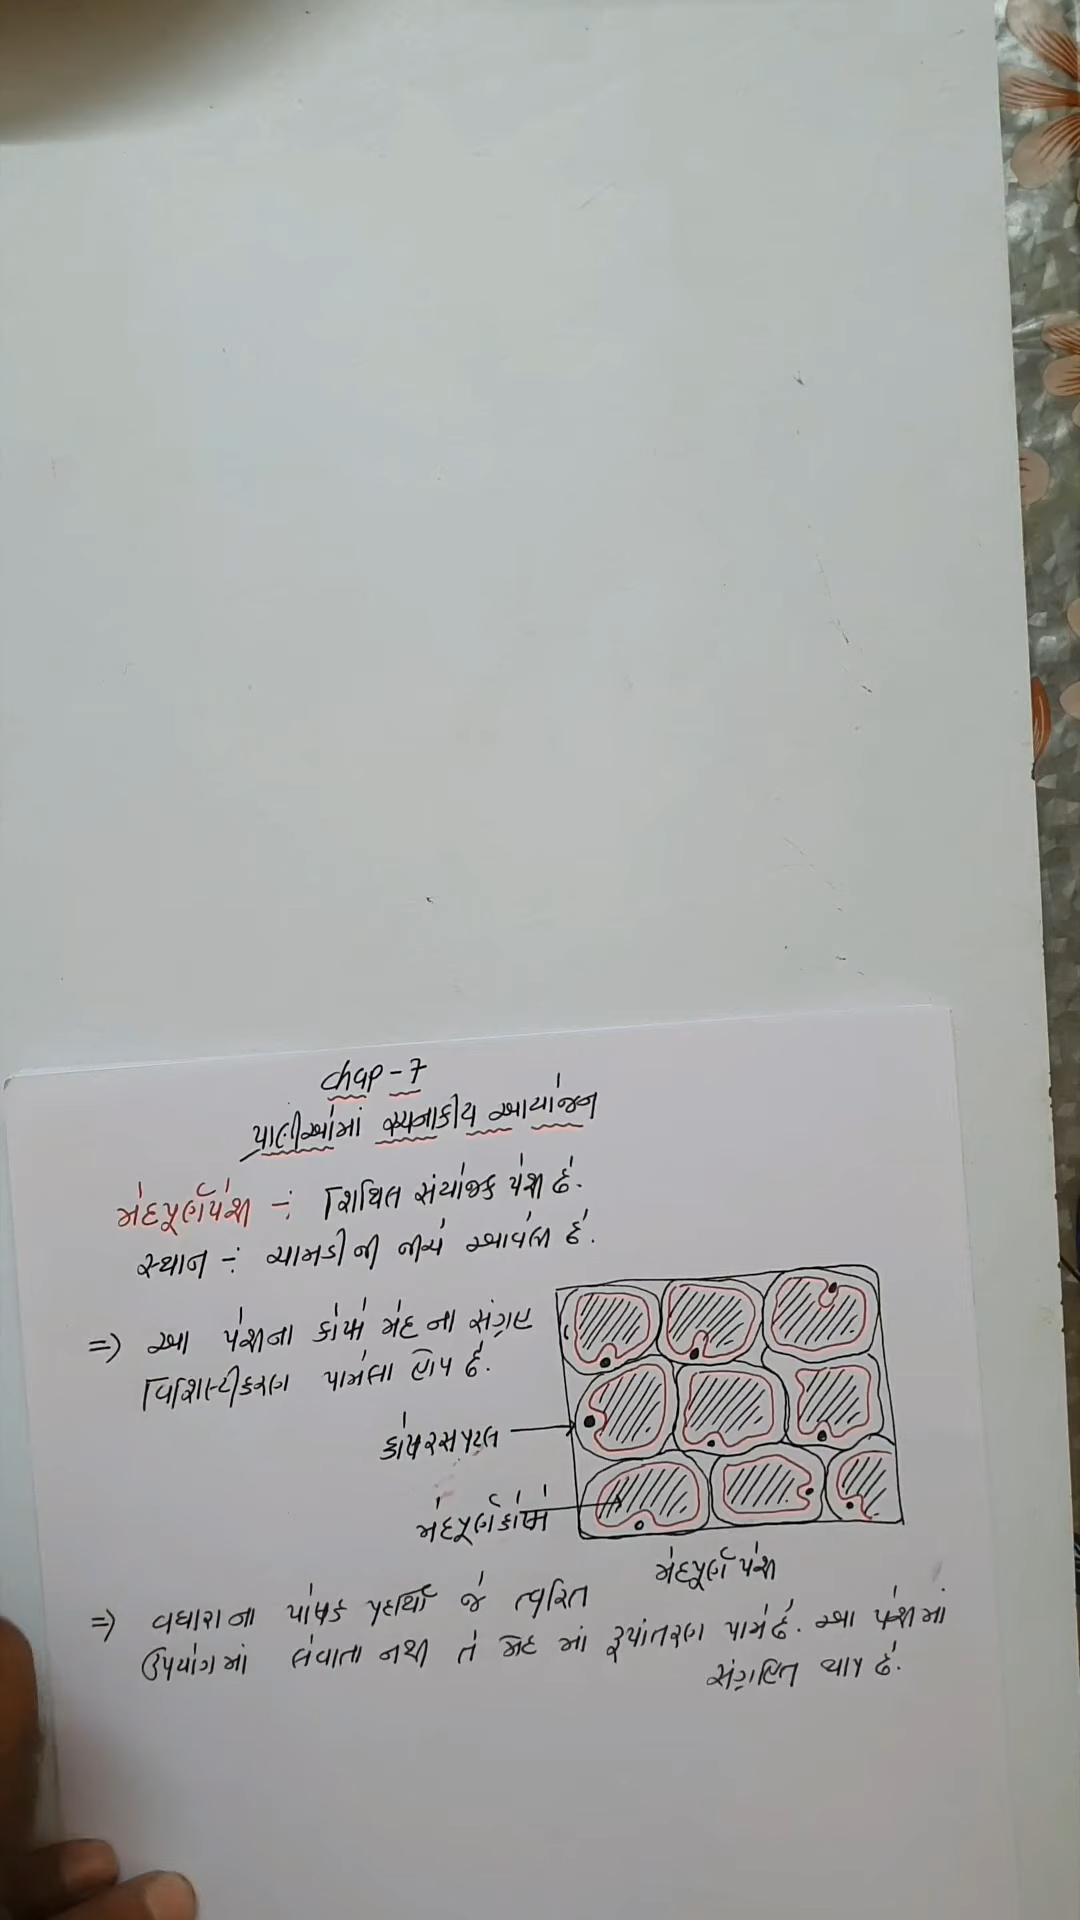 chap - 7
પ્રાણીઓમાં રચનાકીય આયોજન
મેદપૂર્ણપેશી :- શિથિલ સંયોજક પેશી છે.
સ્થાન :- ચામડી ની નીચે આવેલી છે.
=> આ પેશીના કોષો મેદ ના સંગ્રહ
વિશિષ્ટીકરણ પામેલા હોય છે.
કોષરસપટલ
મેદપૂર્ણકોષો
મેદપૂર્ણ પેશી
=> વધારાના પોષક પદાર્થો જે ત્વરિત
ઉપયોગમાં લેવાતા નથી તે મેદ માં રૂપાંતરણ પામે છે. આ પેશીમાં
સંગ્રહિત થાય છે.